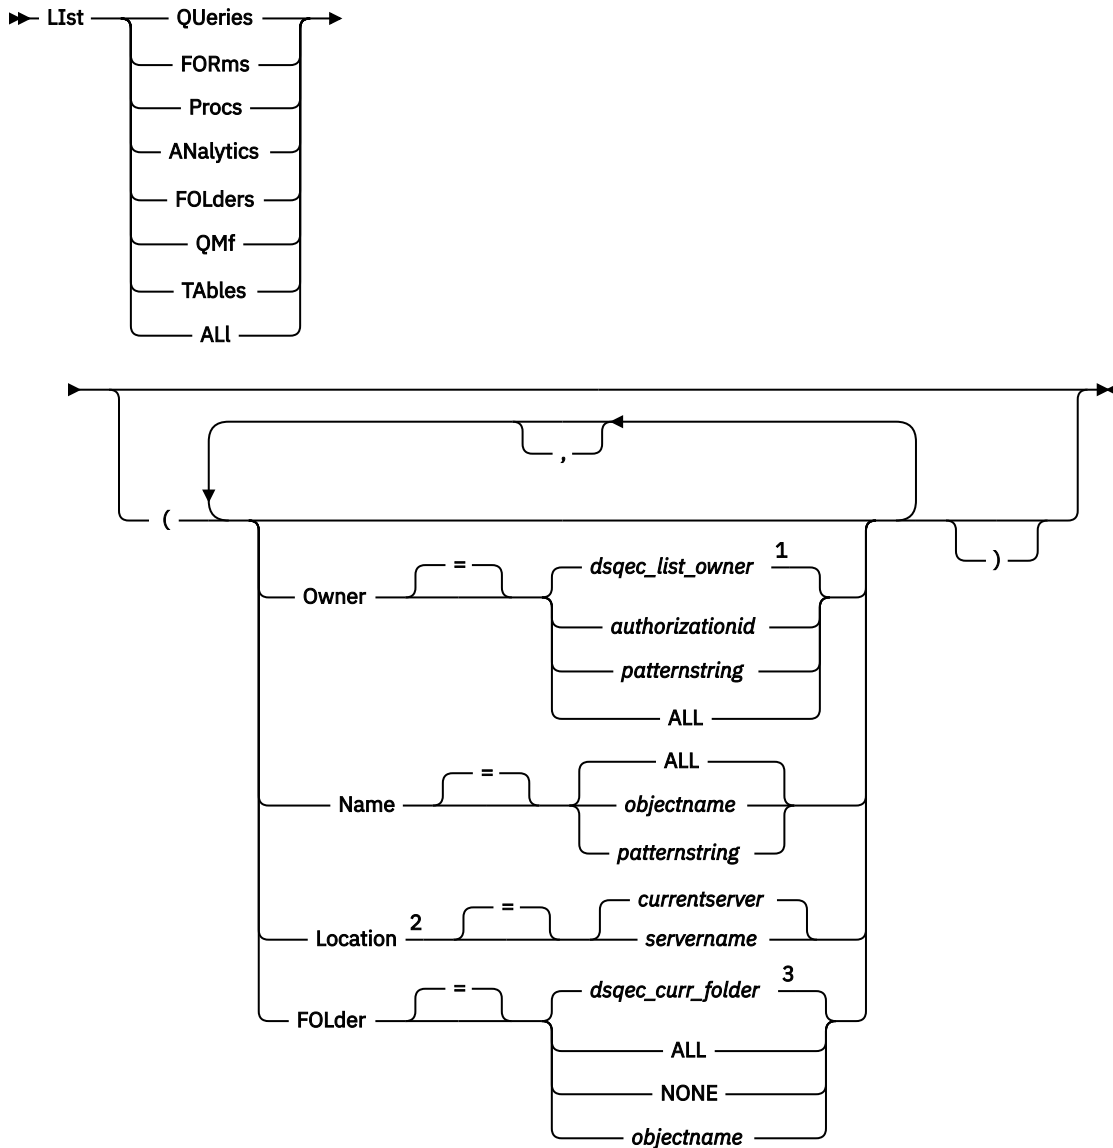 LIst QUeries
FORms
Procs
ANalytics
FOLders
QMf
TAbles
ALl
,
(
)
Owner = dsqec_list_owner 1
authorizationid
patternstring
ALL
Name = ALL
objectname
patternstring
Location 2 = currentserver
servername
FOLder = dsqec_curr_folder 3
ALL
NONE
objectname